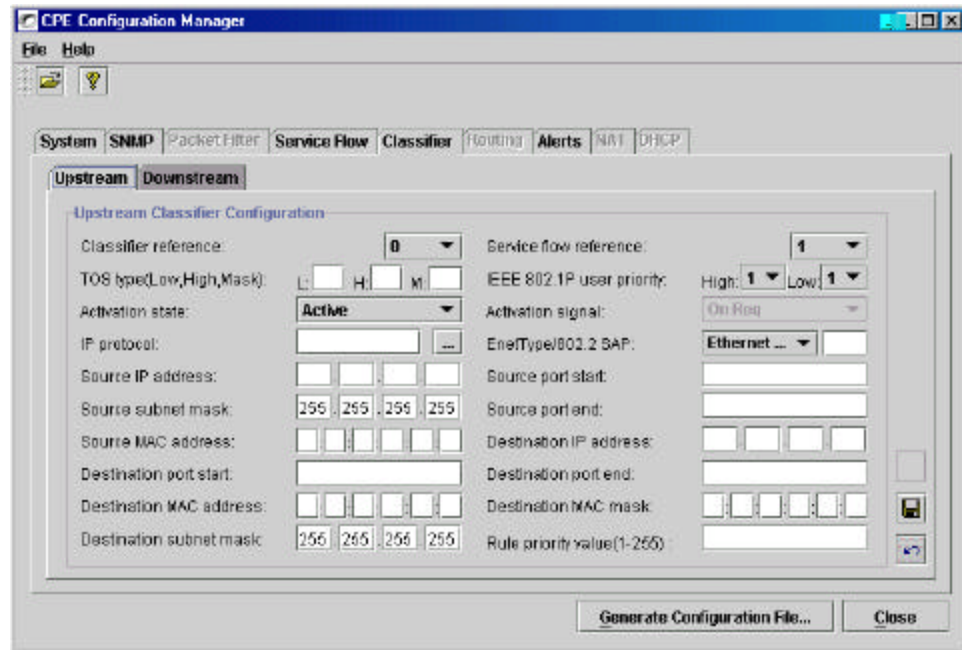 CPE Configuration Manager
File Help
System SNMP Packet Filter Service Flow Classifier Routing Alerts NAT DHCP
Upstream Downstream
Upstream Classifier Configuration
Classifier reference: 0 Service flow reference: 1
TOS type(Low,High,Mask): L: H: M: IEEE 802.1P user priority: High: 1 Low: 1
Activation state: Active Activation signal: On Req
IP protocol: ... EnetType/802.2 SAP: Ethernet ...
Source IP address: . . . Source port start:
Source subnet mask: 255 . 255 . 255 . 255 Source port end:
Source MAC address: : : : : : Destination IP address: . . .
Destination port start: Destination port end:
Destination MAC address: : : : : : Destination MAC mask: : : : : :
Destination subnet mask: 255 . 255 . 255 . 255 Rule priority value(1-255) :
Generate Configuration File... Close